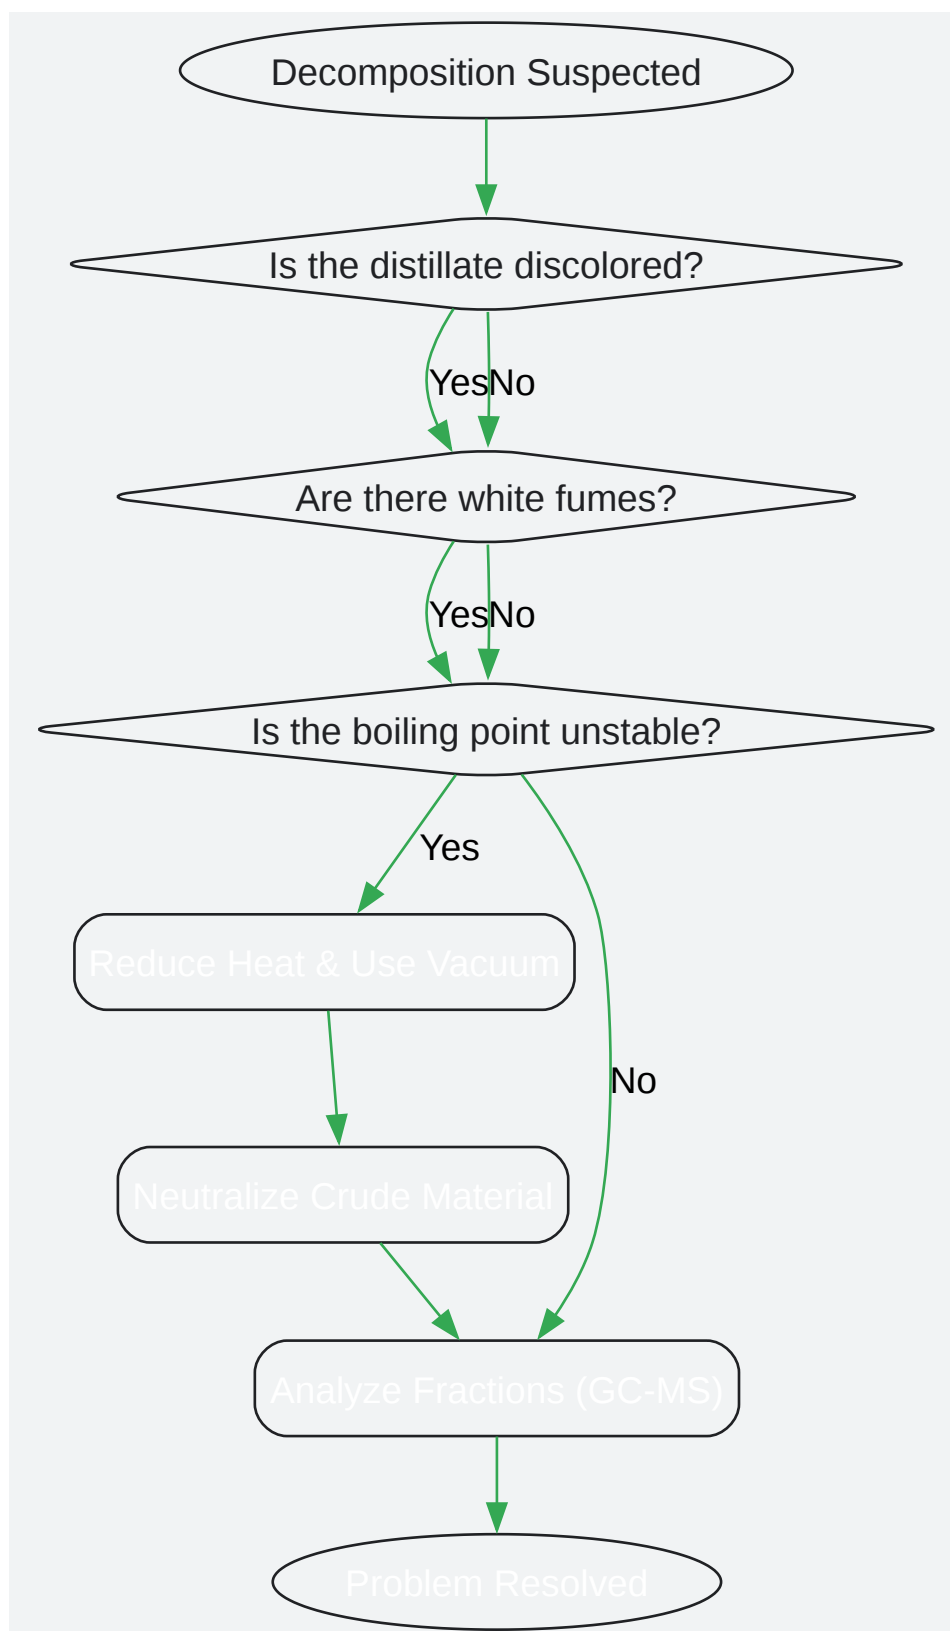 Decomposition Suspected
Is the distillate discolored?
Yes
No
Are there white fumes?
Yes
No
Is the boiling point unstable?
Yes
Reduce Heat & Use Vacuum
No
Neutralize Crude Material
Analyze Fractions (GC-MS)
Problem Resolved